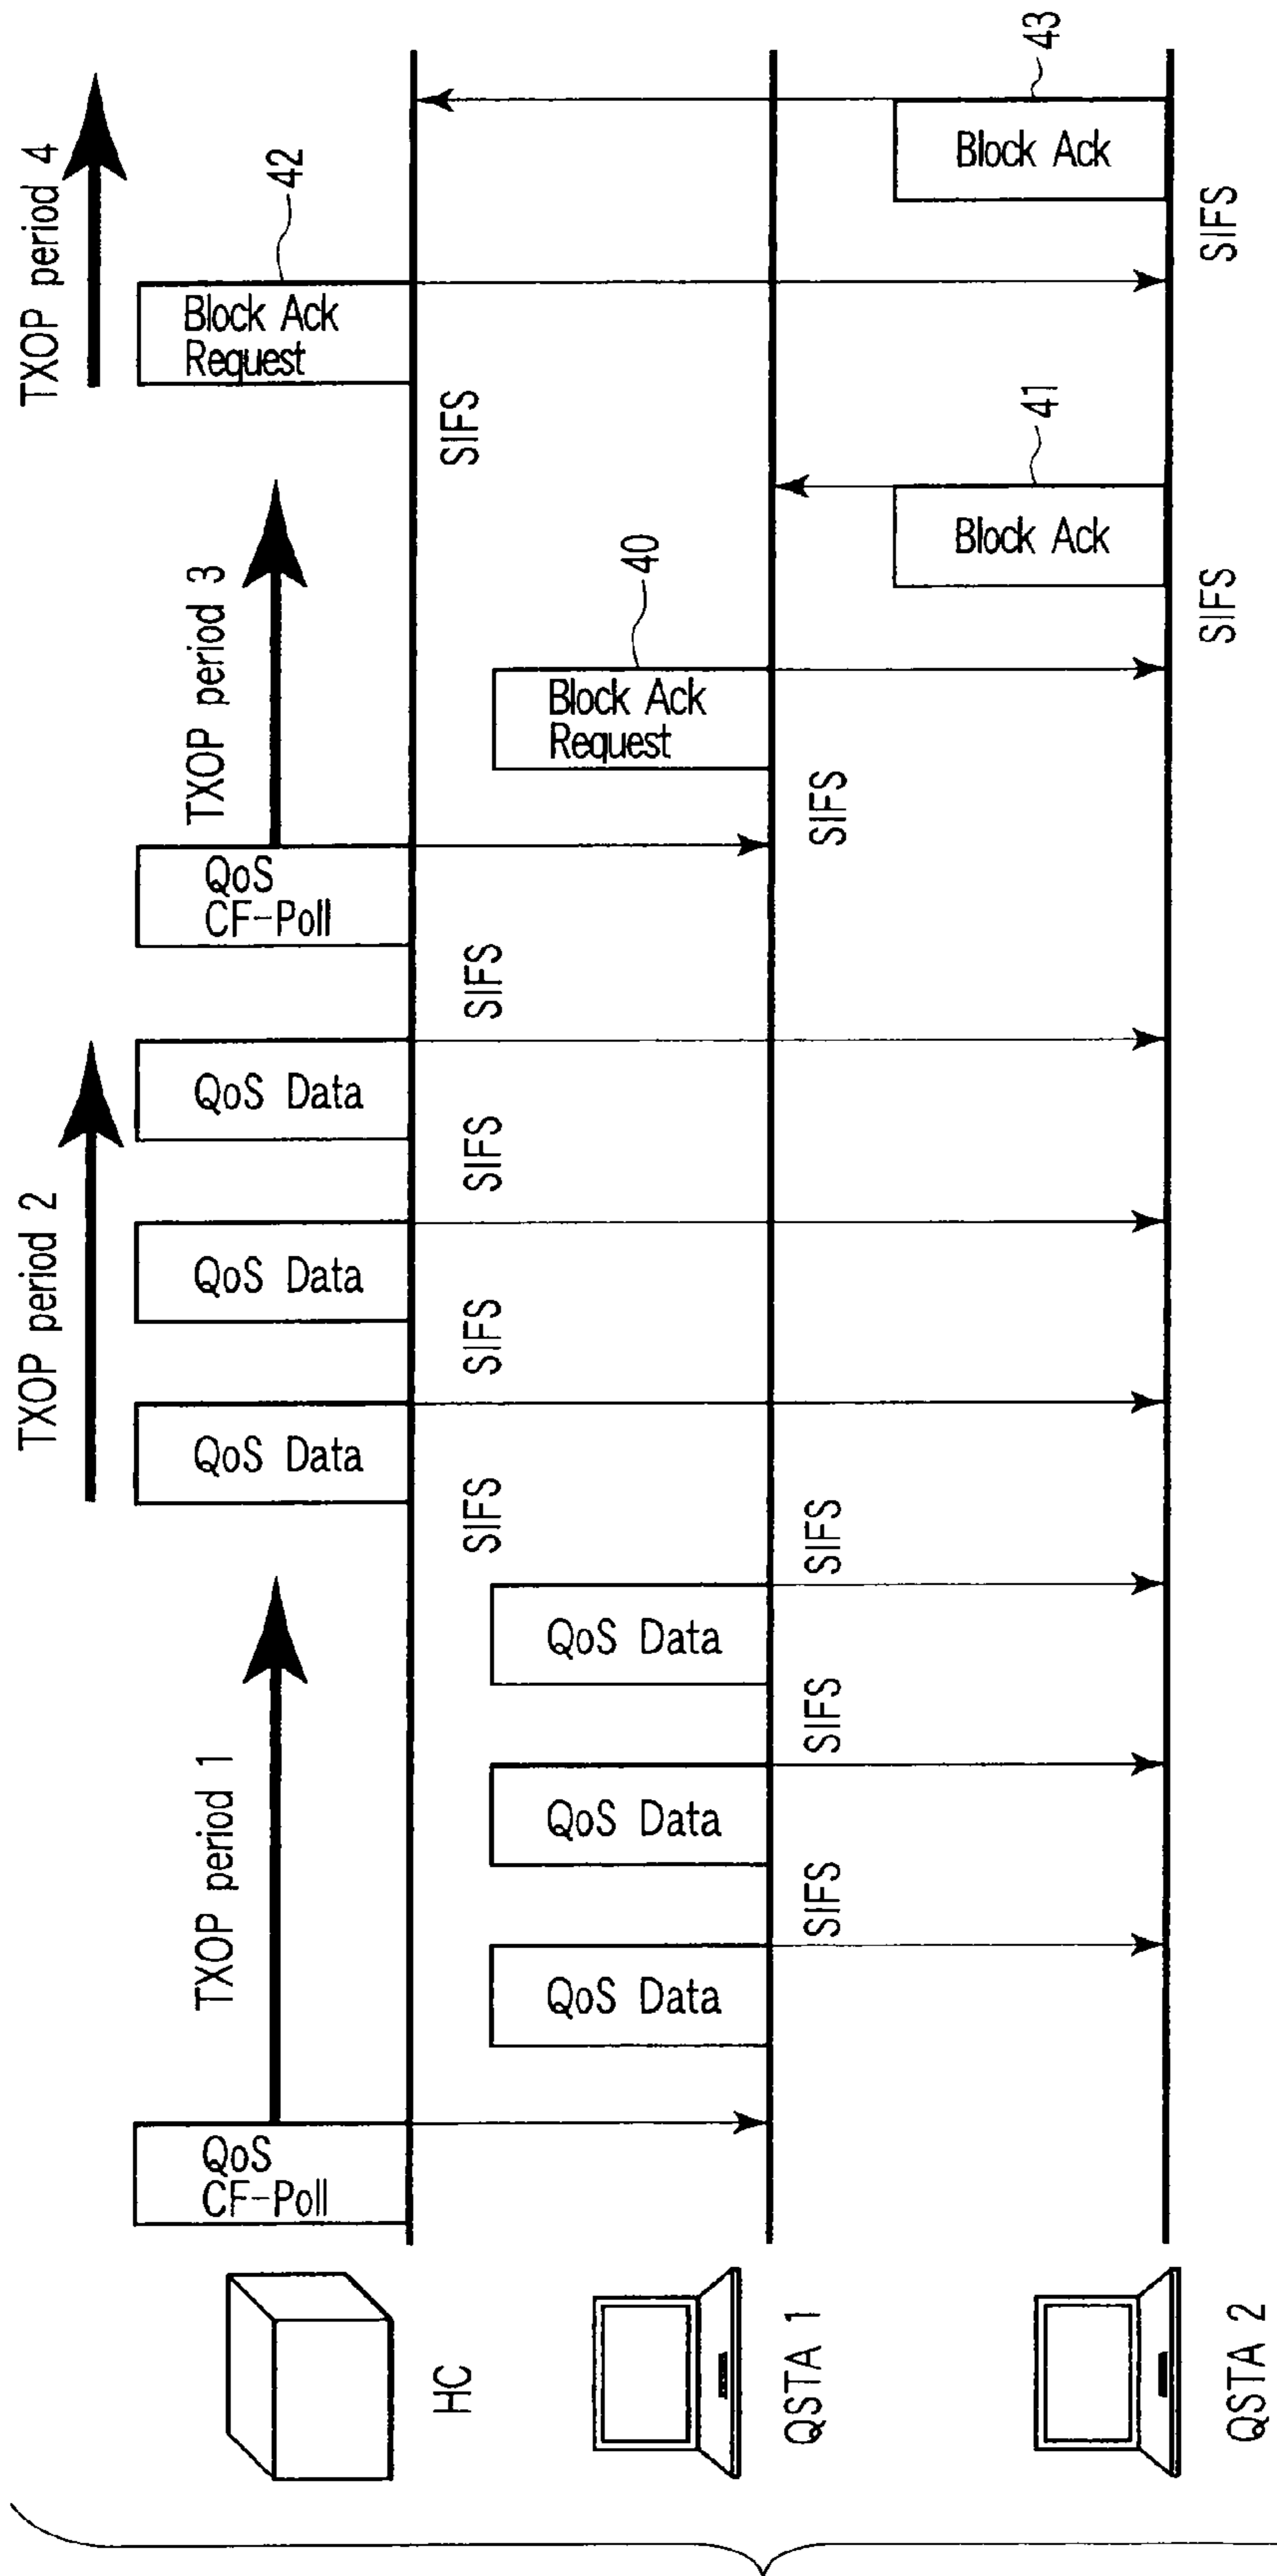 TXOP period 1
TXOP period 2
TXOP period 3
TXOP period 4
HC
QoS
CF-Poll
SIFS
QoS Data
SIFS
QoS Data
SIFS
QoS Data
SIFS
QoS
CF-Poll
SIFS
Block Ack
Request
42
QSTA 1
QoS Data
SIFS
QoS Data
SIFS
QoS Data
SIFS
SIFS
Block Ack
Request
40
QSTA 2
SIFS
Block Ack
41
SIFS
Block Ack
43